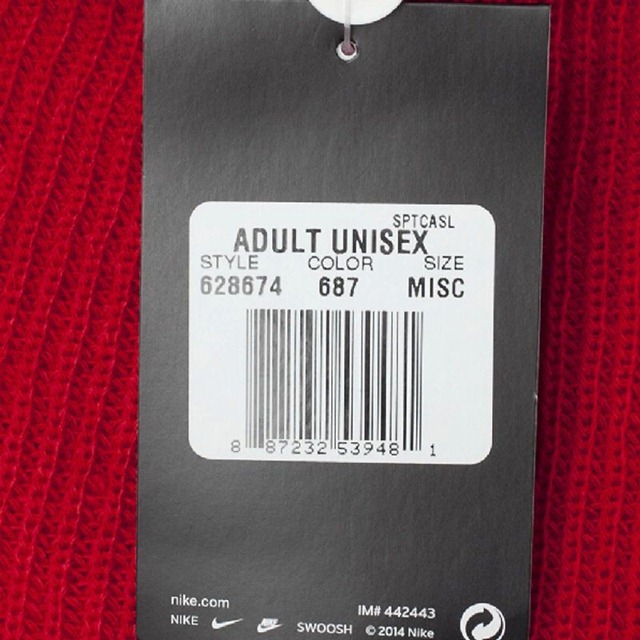 SPTCASL
ADULT UNISEX
STYLE COLOR SIZE
628674 687 MISC
8 87232 53948 1
nike.com
IM# 442443
NIKE SWOOSH © 2014 Nike